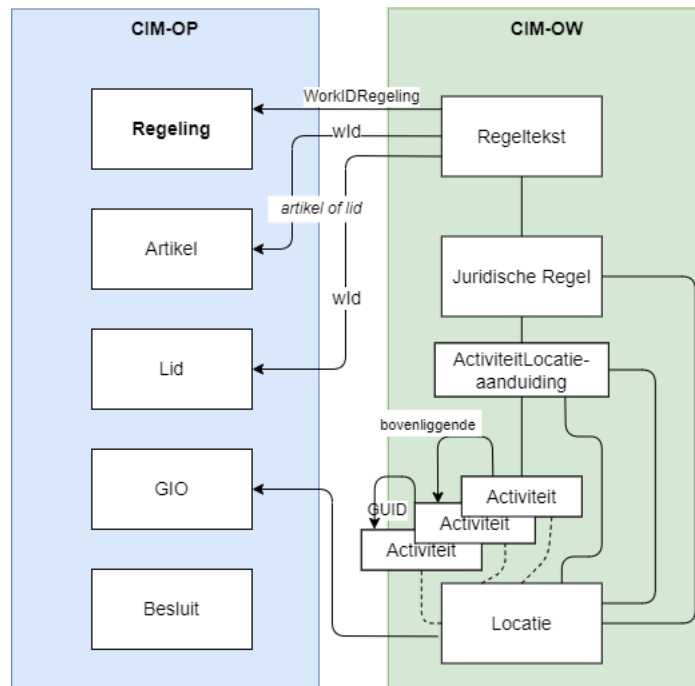 CIM-OP
CIM-OW
WorkIDRegeling
Regeling
wId
Regeltekst
artikel of lid
Artikel
Juridische Regel
wId
Lid
ActiviteitLocatie-
aanduiding
bovenliggende
GIO
Activiteit
GUID
Activiteit
Activiteit
Besluit
Locatie